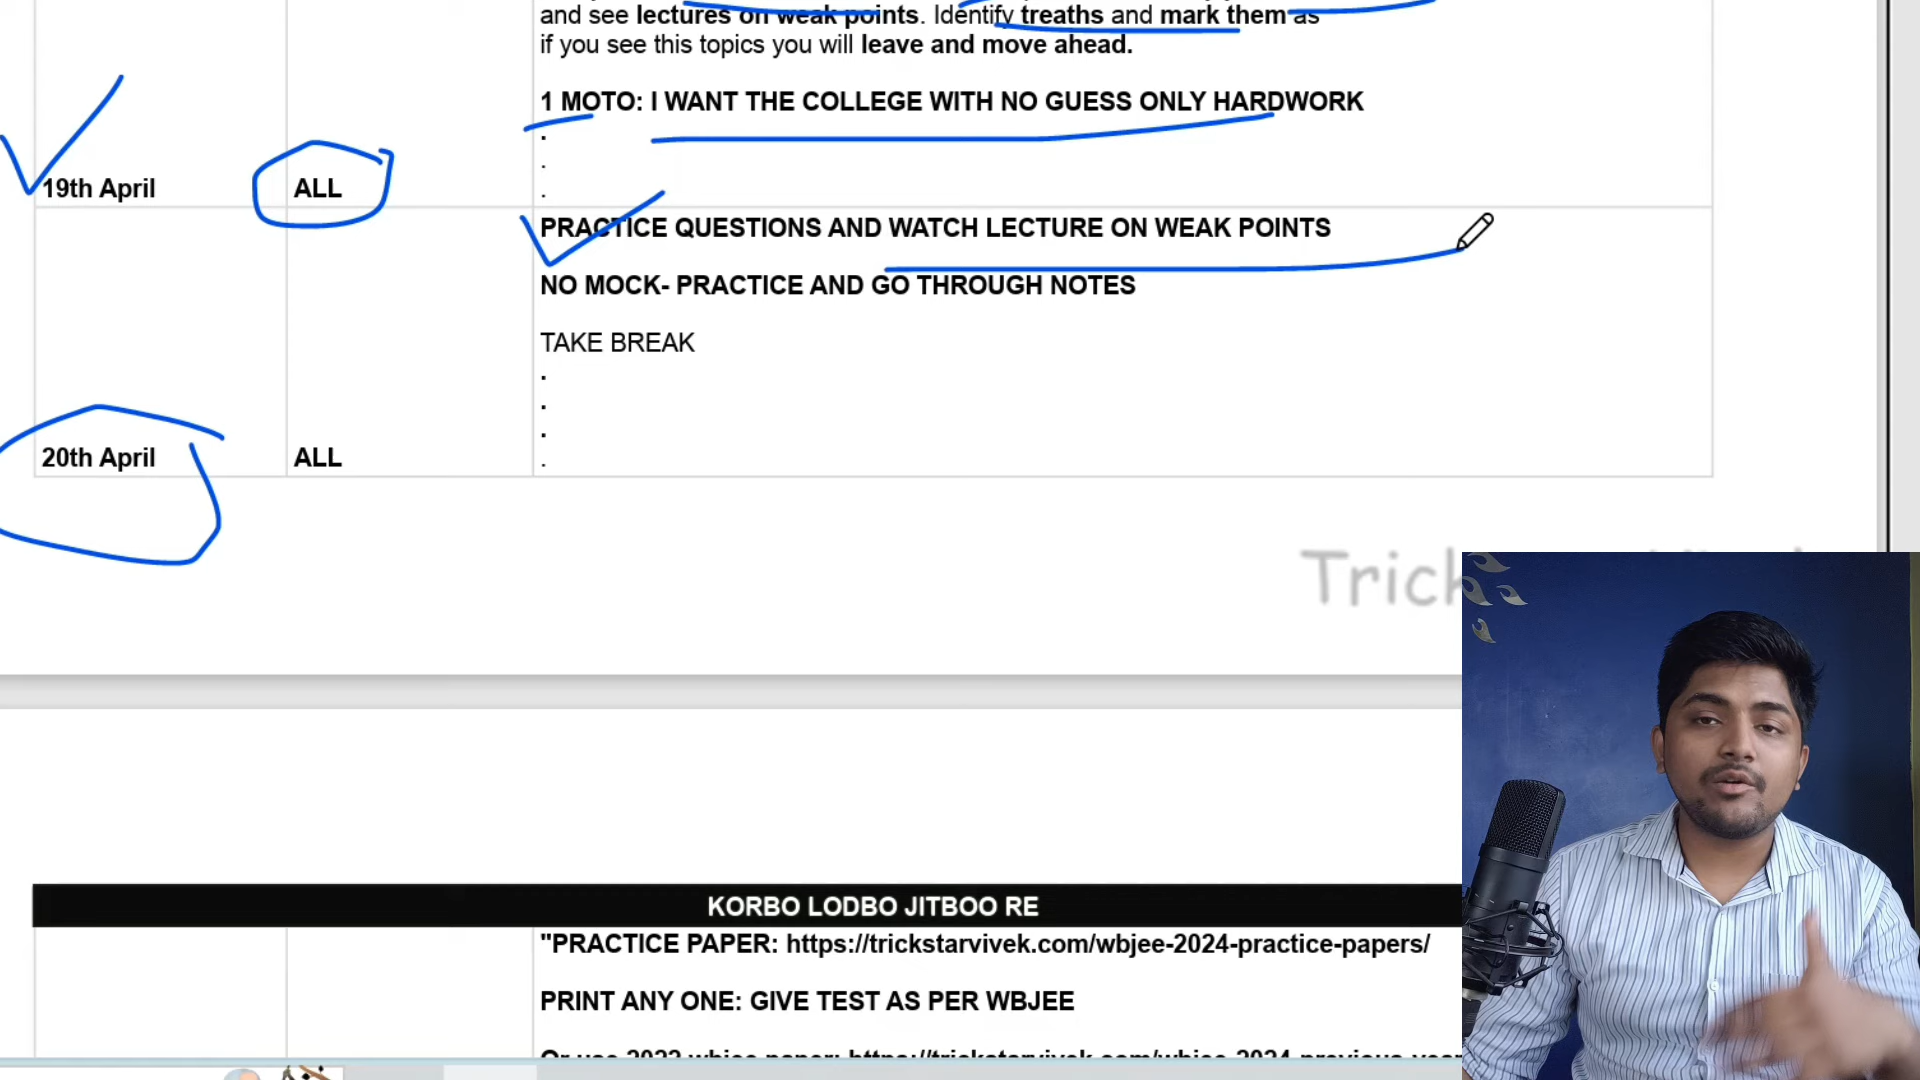 and see lectures on weak points. Identify treaths and mark them as
if you see this topics you will leave and move ahead.
1 MOTO: I WANT THE COLLEGE WITH NO GUESS ONLY HARDWORK
.
.
.
19th April ALL
PRACTICE QUESTIONS AND WATCH LECTURE ON WEAK POINTS
NO MOCK- PRACTICE AND GO THROUGH NOTES
TAKE BREAK
.
.
.
.
20th April ALL
Trick
KORBO LODBO JITBOO RE
"PRACTICE PAPER: https://trickstarvivek.com/wbjee-2024-practice-papers/
PRINT ANY ONE: GIVE TEST AS PER WBJEE